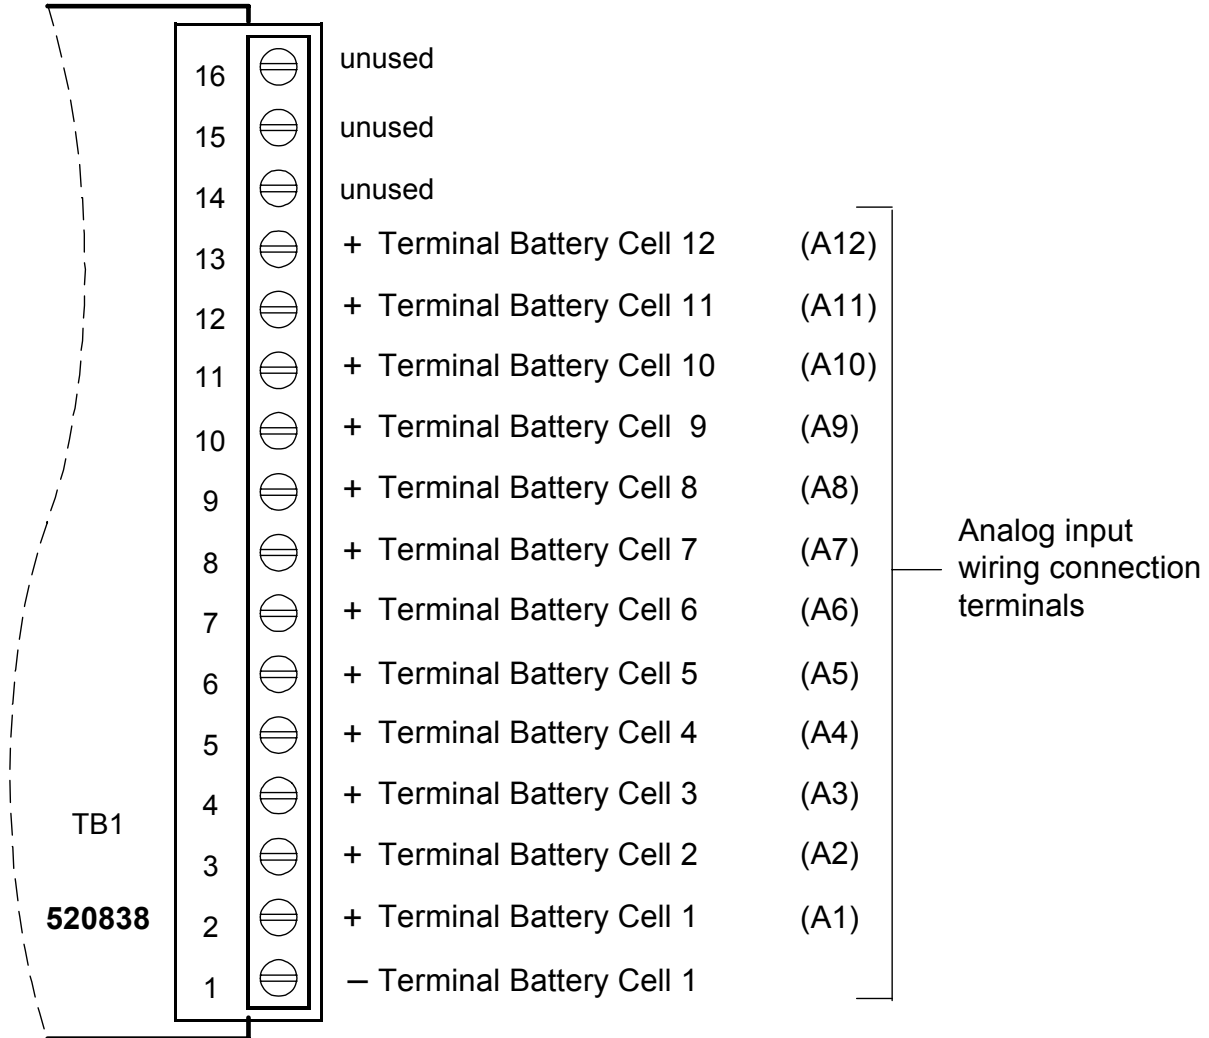 16 unused
15 unused
14 unused
13 + Terminal Battery Cell 12 (A12)
12 + Terminal Battery Cell 11 (A11)
11 + Terminal Battery Cell 10 (A10)
10 + Terminal Battery Cell 9 (A9)
9 + Terminal Battery Cell 8 (A8)
8 + Terminal Battery Cell 7 (A7)
7 + Terminal Battery Cell 6 (A6)
6 + Terminal Battery Cell 5 (A5)
5 + Terminal Battery Cell 4 (A4)
4 + Terminal Battery Cell 3 (A3)
3 + Terminal Battery Cell 2 (A2)
2 + Terminal Battery Cell 1 (A1)
1 – Terminal Battery Cell 1
Analog input
wiring connection
terminals
TB1
520838